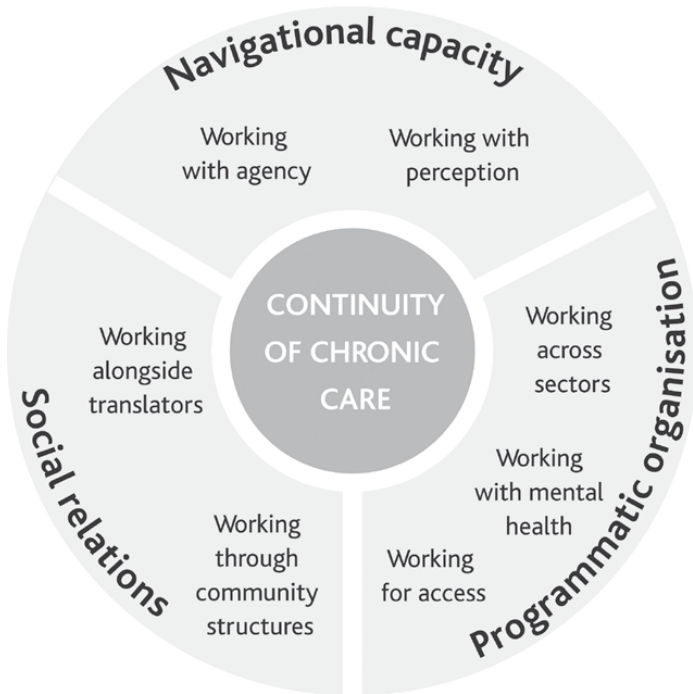 Navigational capacity
Working
with agency
Working with
perception
CONTINUITY
OF CHRONIC
CARE
Programmatic organisation
Working
across
sectors
Working
with mental
health
Working
for access
Social relations
Working
alongside
translators
Working
through
community
structures